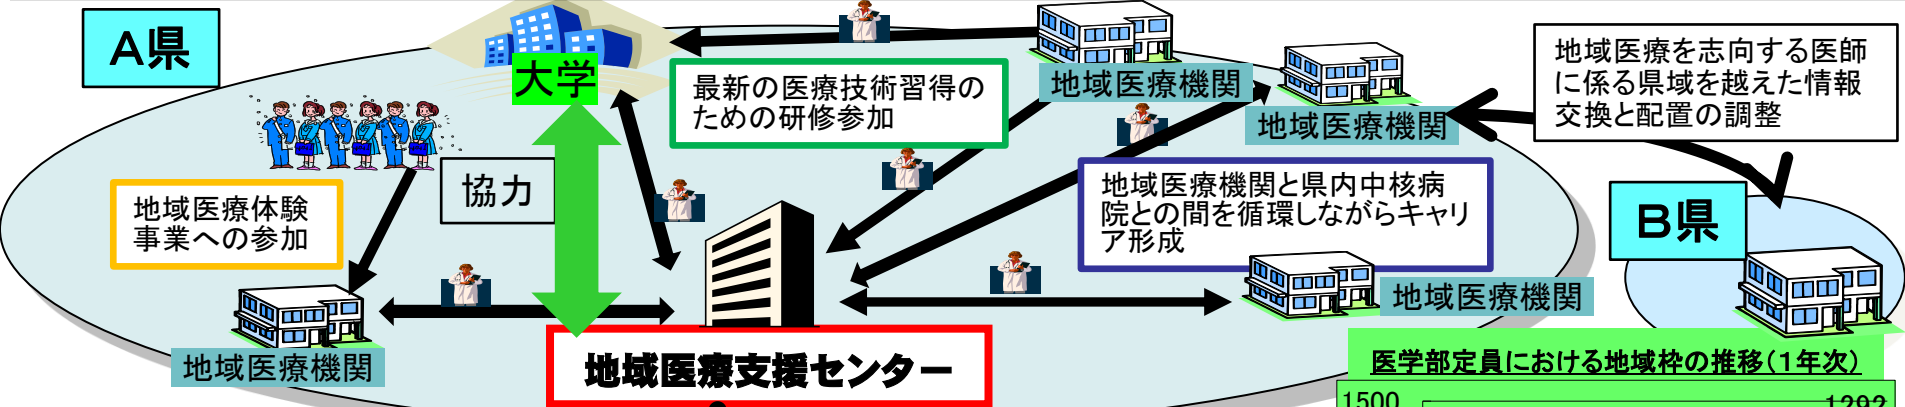 A県
大学
最新の医療技術習得の
ための研修参加
地域医療機関
地域医療機関
地域医療を志向する医師
に係る県域を越えた情報
交換と配置の調整
協力
地域医療体験
事業への参加
地域医療機関と県内中核病
院との間を循環しながらキャリ
ア形成
B県
地域医療機関
地域医療機関
地域医療支援センター
医学部定員における地域枠の推移(1年次)
1500
1292